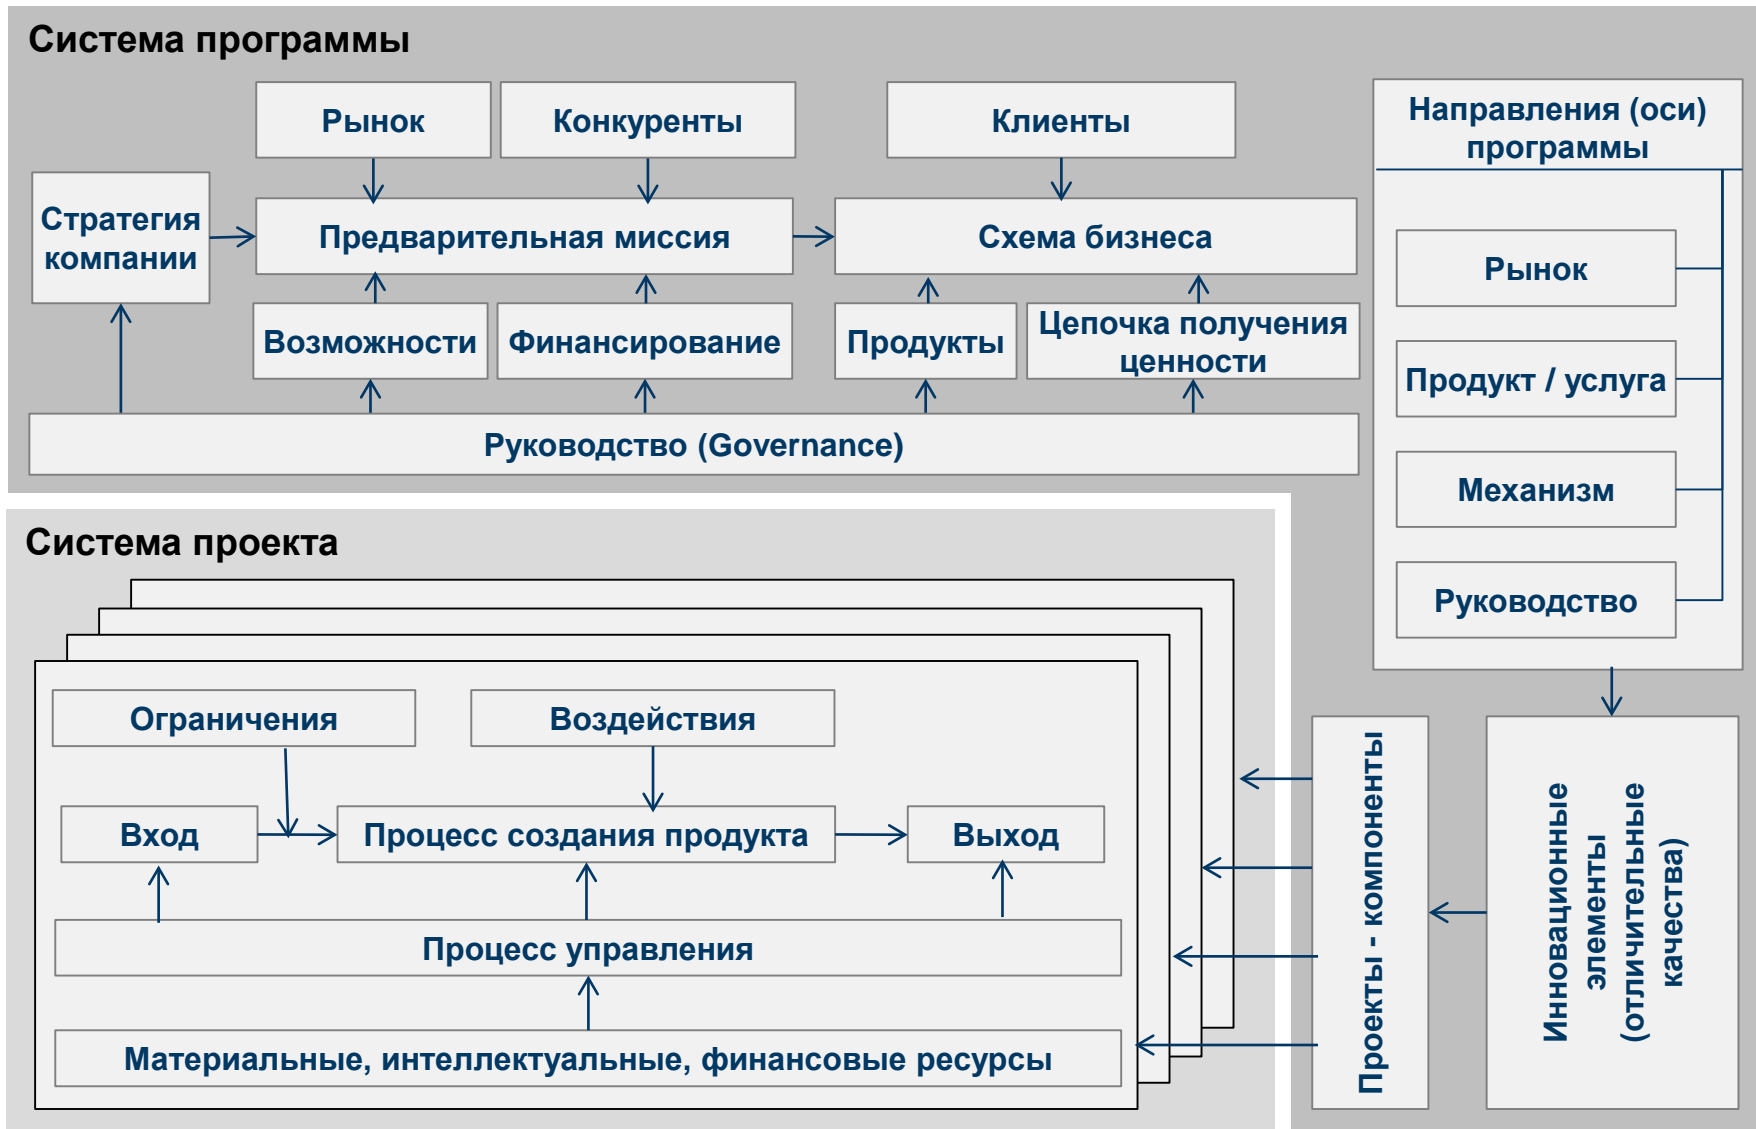 Система программы
Рынок
Конкуренты
Клиенты
Стратегия
компании
Предварительная миссия
Схема бизнеса
Возможности
Финансирование
Продукты
Цепочка получения
ценности
Руководство (Governance)
Направления (оси)
программы
Рынок
Продукт / услуга
Механизм
Руководство
Система проекта
Ограничения
Воздействия
Вход
Процесс создания продукта
Выход
Процесс управления
Материальные, интеллектуальные, финансовые ресурсы
Проекты - компоненты
Инновационные
элементы
(отличительные
качества)